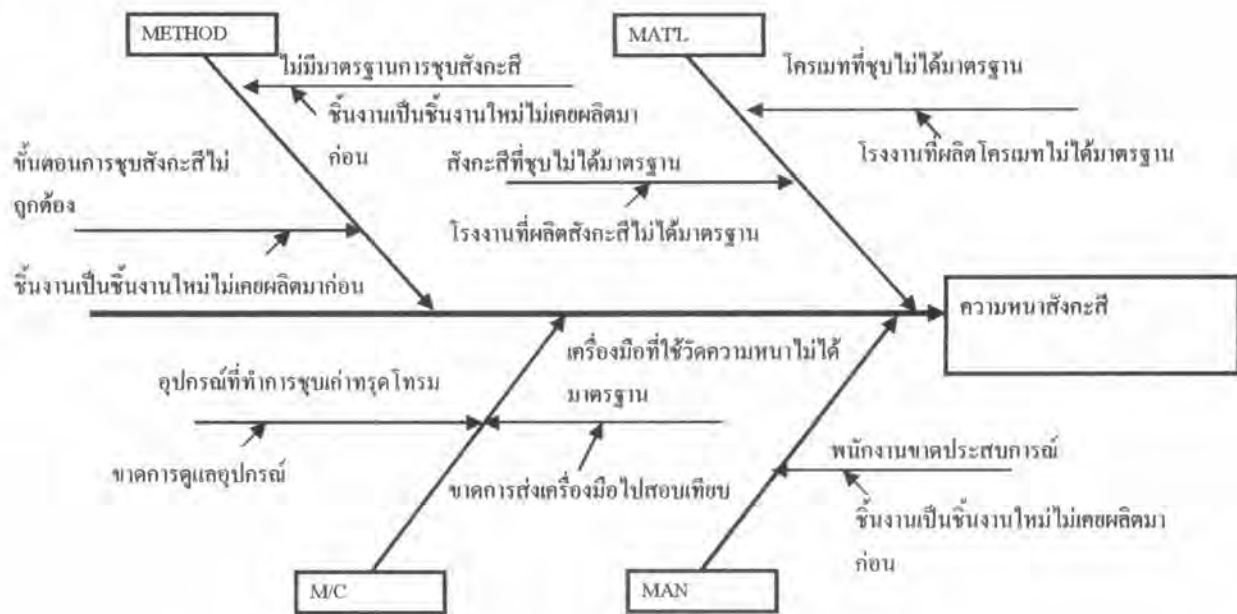 METHOD
MAT'L
ไม่มีมาตรฐานการชุบสังกะสี
โครเมทที่ชุบไม่ได้มาตรฐาน
ชิ้นงานเป็นชิ้นงานใหม่ไม่เคยผลิตมา
ก่อน
โรงงานที่ผลิตโครเมทไม่ได้มาตรฐาน
ขั้นตอนการชุบสังกะสีไม่
ถูกต้อง
สังกะสีที่ชุบไม่ได้มาตรฐาน
โรงงานที่ผลิตสังกะสีไม่ได้มาตรฐาน
ชิ้นงานเป็นชิ้นงานใหม่ไม่เคยผลิตมาก่อน
ความหนาสังกะสี
เครื่องมือที่ใช้วัดความหนาไม่ได้
มาตรฐาน
อุปกรณ์ที่ทำการชุบเก่าทรุดโทรม
พนักงานขาดประสบการณ์
ขาดการดูแลอุปกรณ์
ขาดการส่งเครื่องมือไปสอบเทียบ
ชิ้นงานเป็นชิ้นงานใหม่ไม่เคยผลิตมา
ก่อน
M/C
MAN